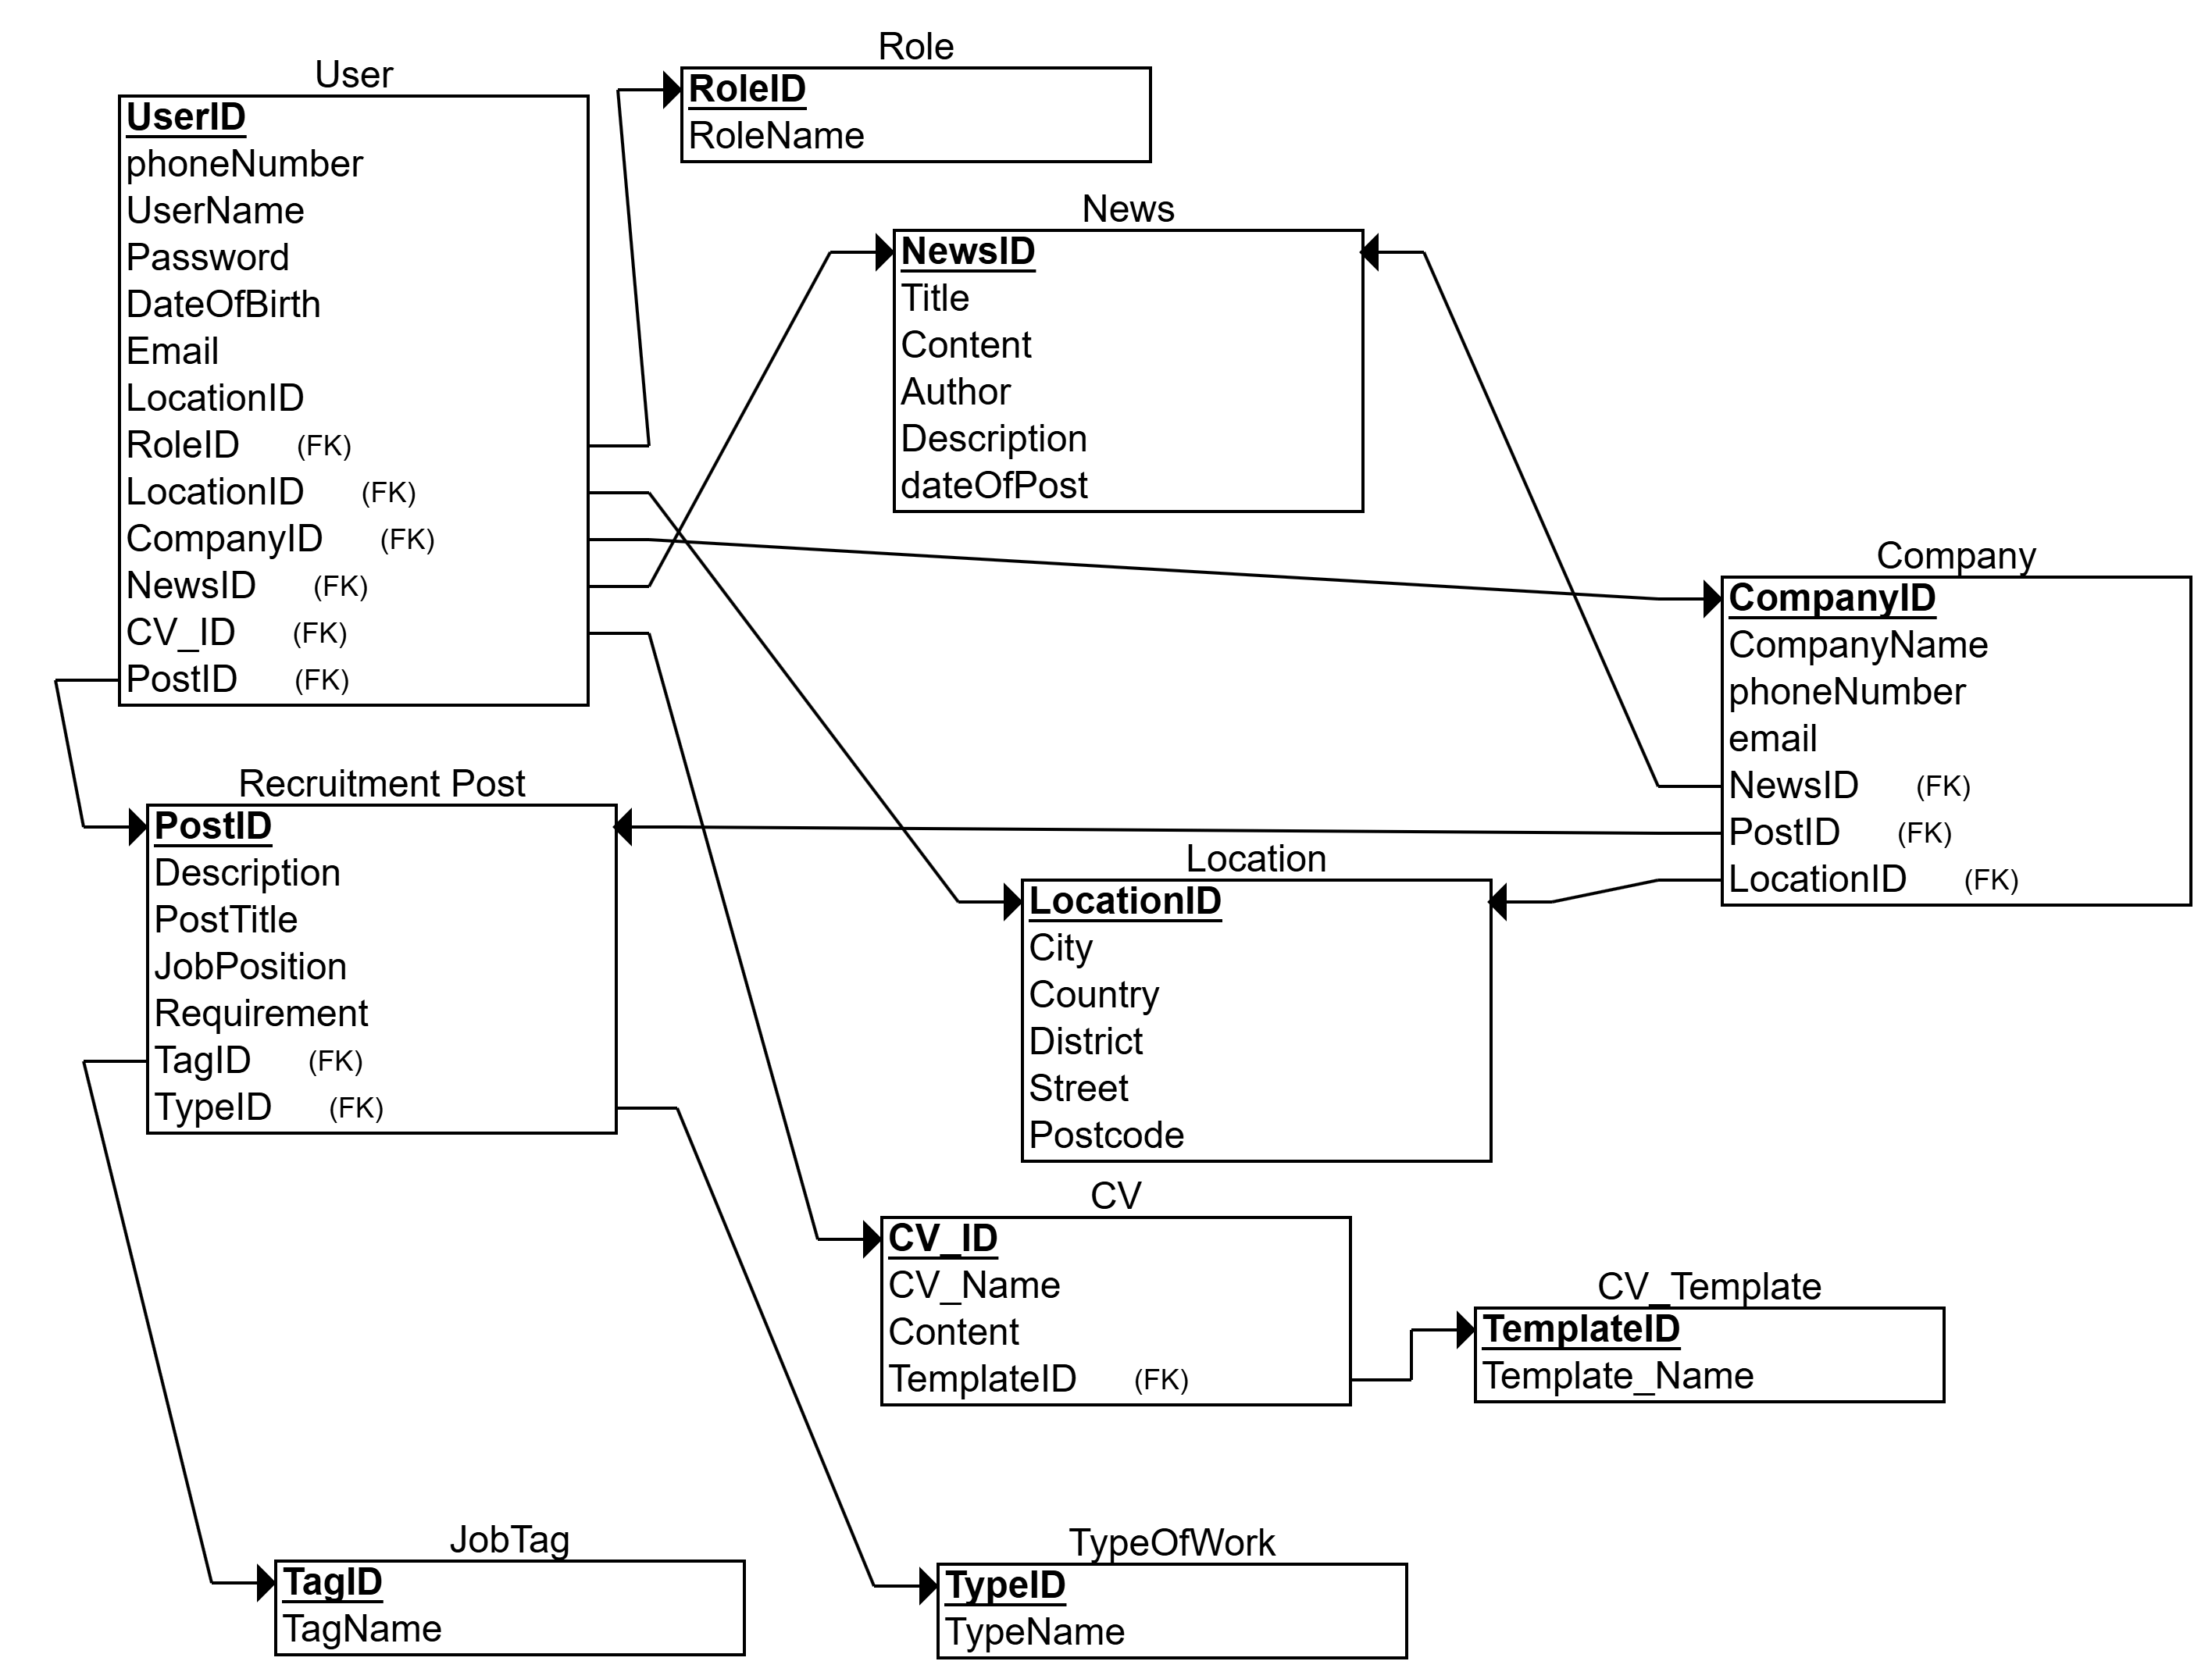 User
UserID
phoneNumber
UserName
Password
DateOfBirth
Email
LocationID
RoleID (FK)
LocationID (FK)
CompanyID (FK)
NewsID (FK)
CV_ID (FK)
PostID (FK)
Role
RoleID
RoleName
News
NewsID
Title
Content
Author
Description
dateOfPost
Company
CompanyID
CompanyName
phoneNumber
email
NewsID (FK)
PostID (FK)
LocationID (FK)
Recruitment Post
PostID
Description
PostTitle
JobPosition
Requirement
TagID (FK)
TypeID (FK)
Location
LocationID
City
Country
District
Street
Postcode
CV
CV_ID
CV_Name
Content
TemplateID (FK)
CV_Template
TemplateID
Template_Name
JobTag
TagID
TagName
TypeOfWork
TypeID
TypeName